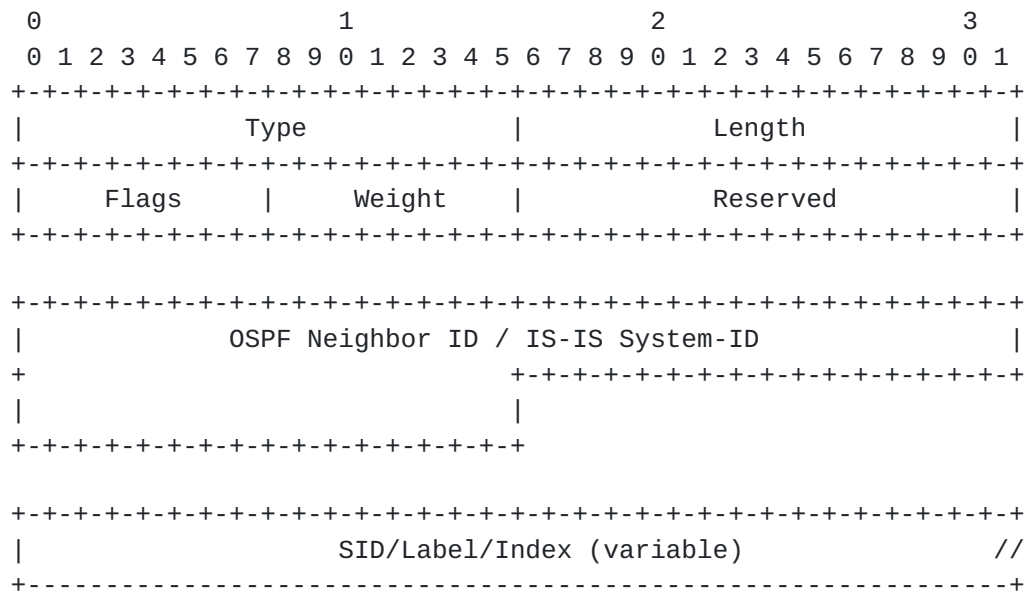 0                   1                   2                   3
 0 1 2 3 4 5 6 7 8 9 0 1 2 3 4 5 6 7 8 9 0 1 2 3 4 5 6 7 8 9 0 1
+-+-+-+-+-+-+-+-+-+-+-+-+-+-+-+-+-+-+-+-+-+-+-+-+-+-+-+-+-+-+-+-+
|              Type             |            Length             |
+-+-+-+-+-+-+-+-+-+-+-+-+-+-+-+-+-+-+-+-+-+-+-+-+-+-+-+-+-+-+-+-+
|     Flags     |     Weight    |            Reserved           |
+-+-+-+-+-+-+-+-+-+-+-+-+-+-+-+-+-+-+-+-+-+-+-+-+-+-+-+-+-+-+-+-+

+-+-+-+-+-+-+-+-+-+-+-+-+-+-+-+-+-+-+-+-+-+-+-+-+-+-+-+-+-+-+-+-+
|             OSPF Neighbor ID / IS-IS System-ID                |
+                               +-+-+-+-+-+-+-+-+-+-+-+-+-+-+-+-+
|                               |
+-+-+-+-+-+-+-+-+-+-+-+-+-+-+-+-+

+-+-+-+-+-+-+-+-+-+-+-+-+-+-+-+-+-+-+-+-+-+-+-+-+-+-+-+-+-+-+-+-+
|                    SID/Label/Index (variable)                //
+---------------------------------------------------------------+